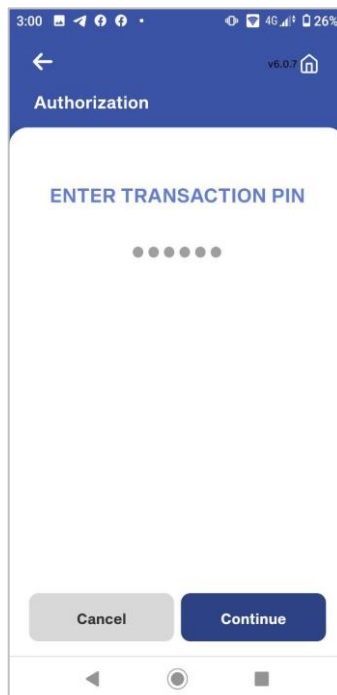 3:00 4G 26%
v6.0.7
Authorization
ENTER TRANSACTION PIN
Cancel Continue